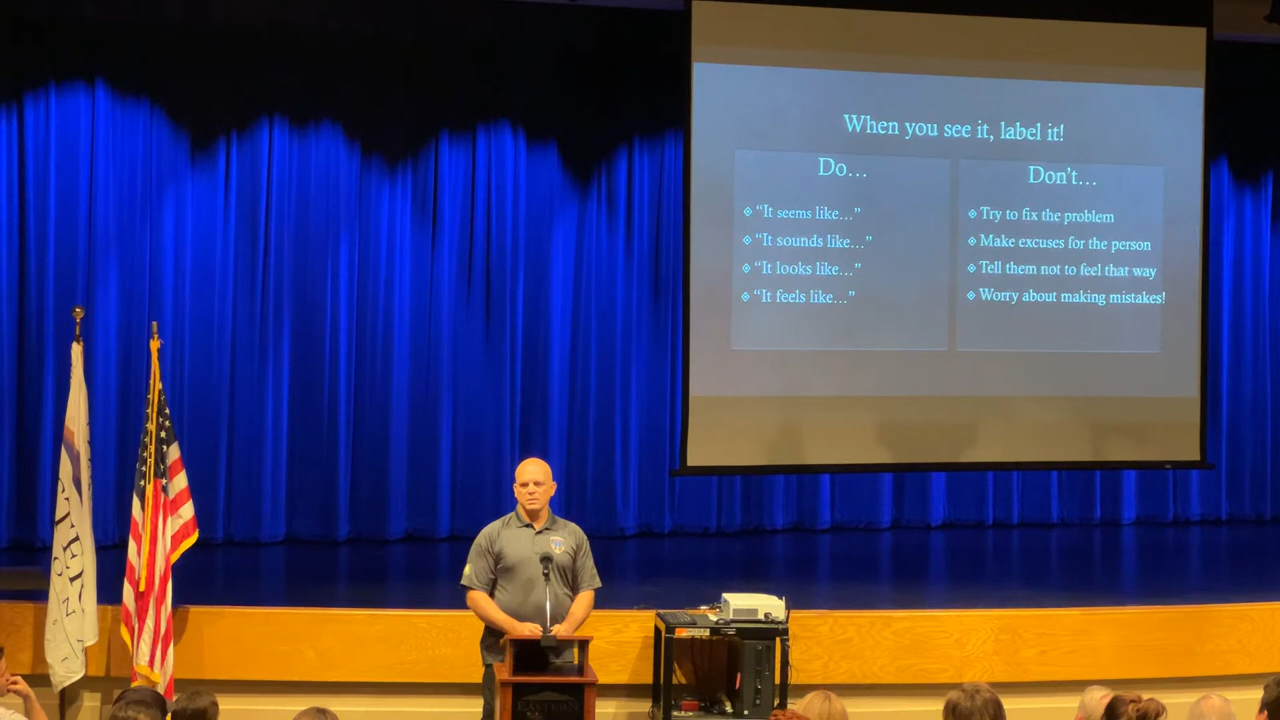 When you see it, label it!
Do…
“It seems like…”
“It sounds like…”
“It looks like…”
“It feels like…”
Don’t…
Try to fix the problem
Make excuses for the person
Tell them not to feel that way
Worry about making mistakes!
EASTERN